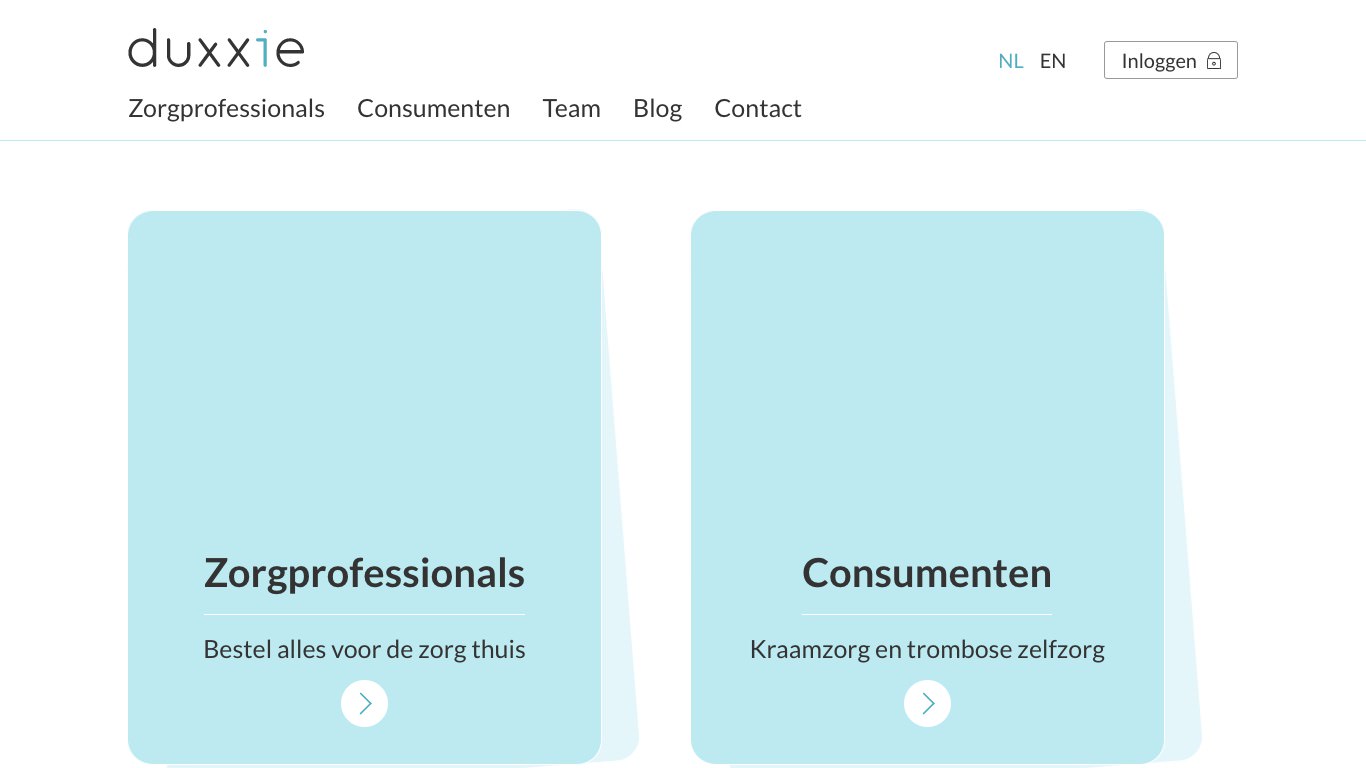 duxxie
NL EN Inloggen
Zorgprofessionals Consumenten Team Blog Contact
Zorgprofessionals
Bestel alles voor de zorg thuis
Consumenten
Kraamzorg en trombose zelfzorg